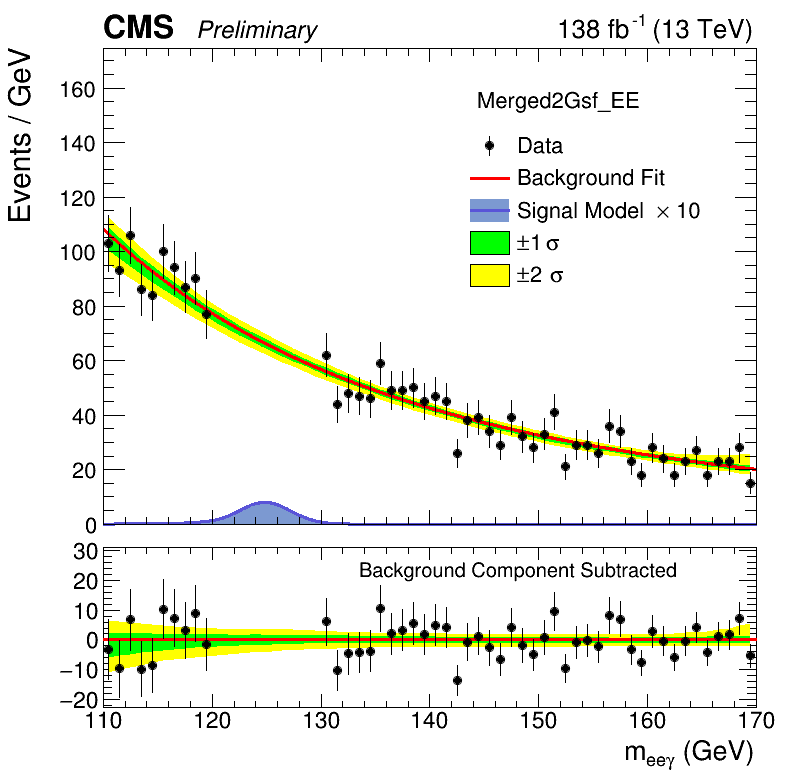 CMS Preliminary 138 fb⁻¹ (13 TeV)
Events / GeV
160
140
120
100
80
60
40
20
0
Merged2Gsf_EE
Data
Background Fit
Signal Model × 10
±1 σ
±2 σ
Background Component Subtracted
30
20
10
0
−10
−20
110 120 130 140 150 160 170
m_eeγ (GeV)